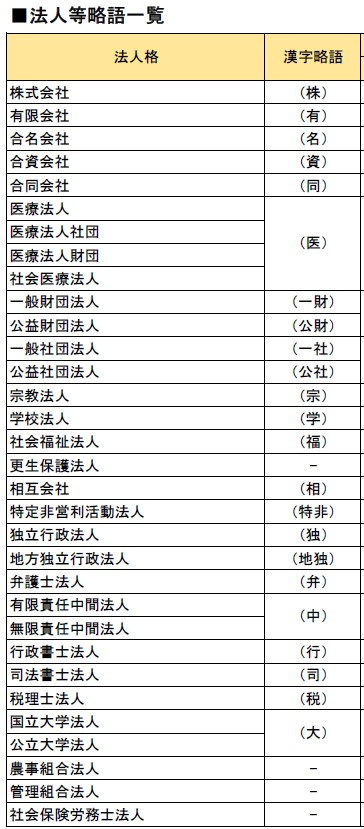 ■法人等略語一覧
法人格 漢字略語
株式会社 （株）
有限会社 （有）
合名会社 （名）
合資会社 （資）
合同会社 （同）
医療法人 （医）
医療法人社団
医療法人財団
社会医療法人
一般財団法人 （一財）
公益財団法人 （公財）
一般社団法人 （一社）
公益社団法人 （公社）
宗教法人 （宗）
学校法人 （学）
社会福祉法人 （福）
更生保護法人 −
相互会社 （相）
特定非営利活動法人 （特非）
独立行政法人 （独）
地方独立行政法人 （地独）
弁護士法人 （弁）
有限責任中間法人 （中）
無限責任中間法人
行政書士法人 （行）
司法書士法人 （司）
税理士法人 （税）
国立大学法人 （大）
公立大学法人
農事組合法人 −
管理組合法人 −
社会保険労務士法人 −